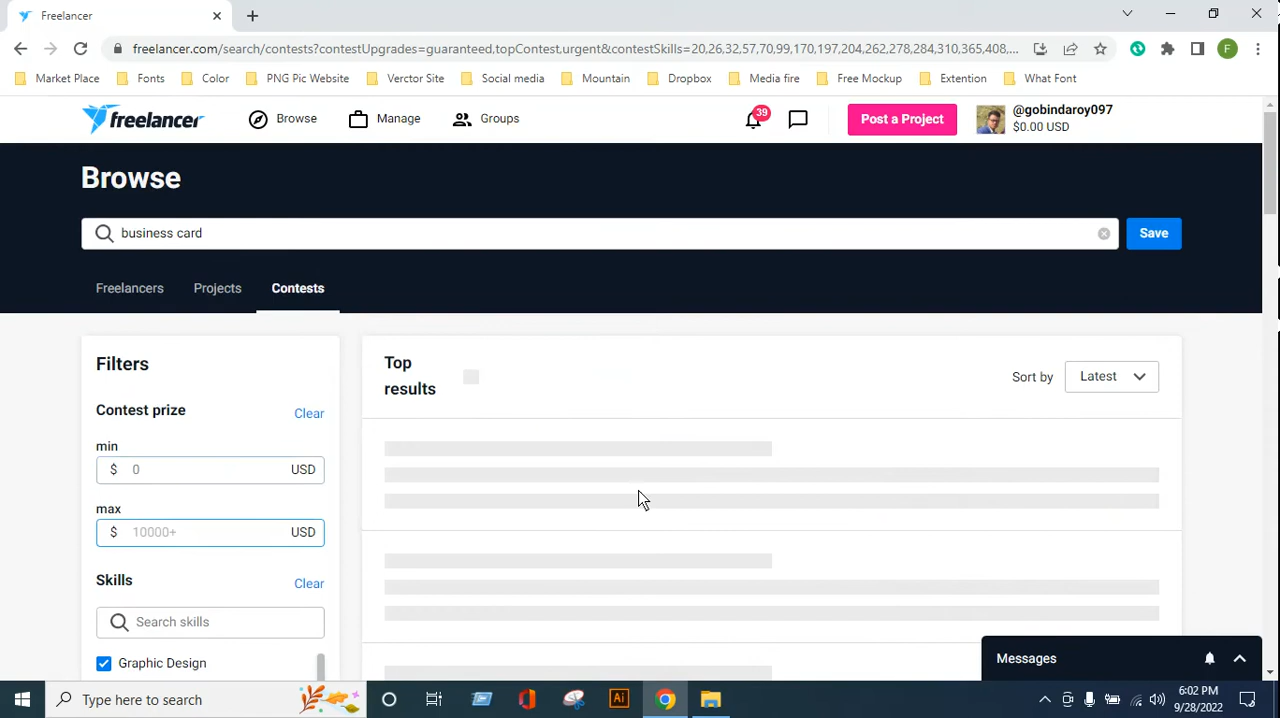 Freelancer
freelancer.com/search/contests?contestUpgrades=guaranteed,topContest,urgent&contestSkills=20,26,32,57,70,99,170,197,204,262,278,284,310,365,408,...
F
Market Place
Fonts
Color
PNG Pic Website
Verctor Site
Social media
Mountain
Dropbox
Media fire
Free Mockup
Extention
What Font
freelancer
Browse
Manage
Groups
39
Post a Project
@gobindaroy097
$0.00 USD
Browse
business card
Save
Freelancers
Projects
Contests
Filters
Contest prize
Clear
min
$ 0 USD
max
$ 10000+ USD
Skills
Clear
Search skills
Graphic Design
Top
results
Sort by
Latest
Messages
Type here to search
Ai
6:02 PM
9/28/2022